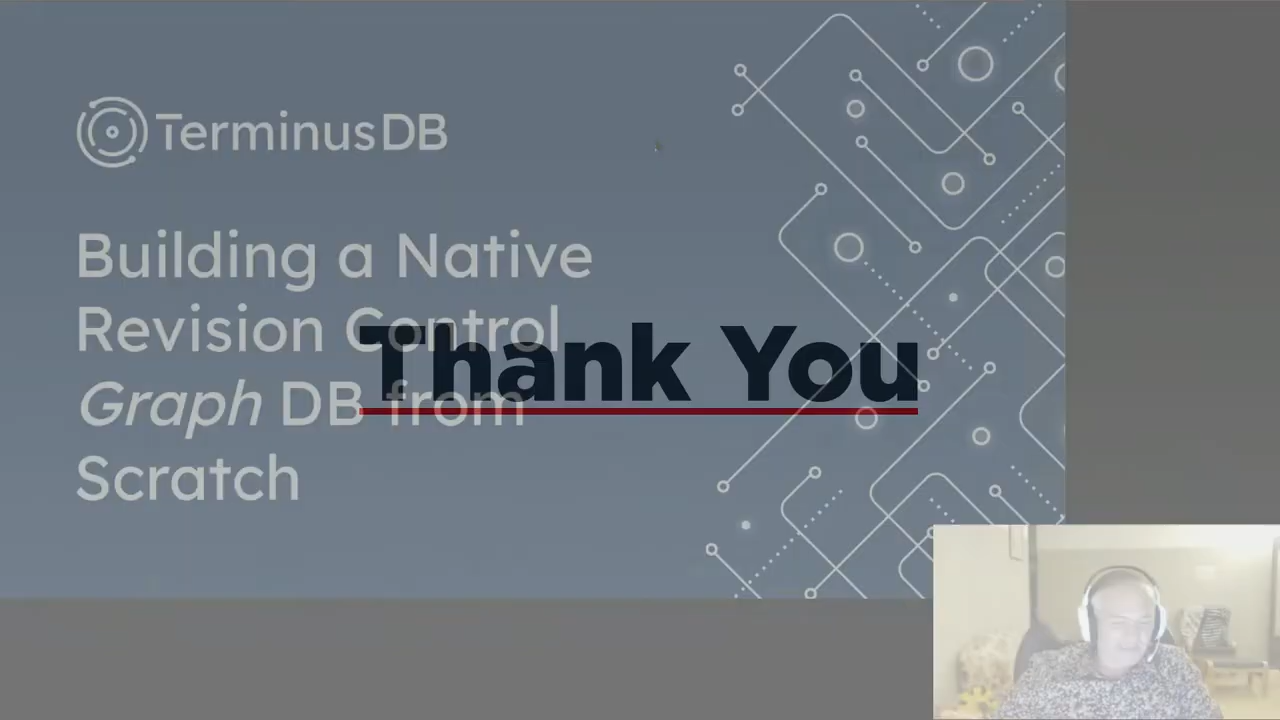 TerminusDB
Building a Native
Revision Control
Graph DB from
Scratch
Thank You